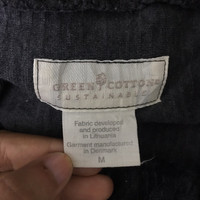 GREEN COTTON
SUSTAINABLE
Fabric developed
and produced
in Lithuania
Garment manufactured
in Denmark
M